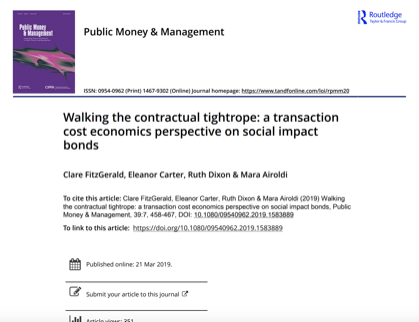 Public Money
& Management
Routledge
Taylor & Francis Group
Public Money & Management
ISSN: 0954-0962 (Print) 1467-9302 (Online) Journal homepage: https://www.tandfonline.com/loi/rpmm20
Walking the contractual tightrope: a transaction
cost economics perspective on social impact
bonds
Clare FitzGerald, Eleanor Carter, Ruth Dixon & Mara Airoldi
To cite this article: Clare FitzGerald, Eleanor Carter, Ruth Dixon & Mara Airoldi (2019) Walking
the contractual tightrope: a transaction cost economics perspective on social impact bonds, Public
Money & Management, 39:7, 458-467, DOI: 10.1080/09540962.2019.1583889
To link to this article: https://doi.org/10.1080/09540962.2019.1583889
Published online: 21 Mar 2019.
Submit your article to this journal
Article views: 351